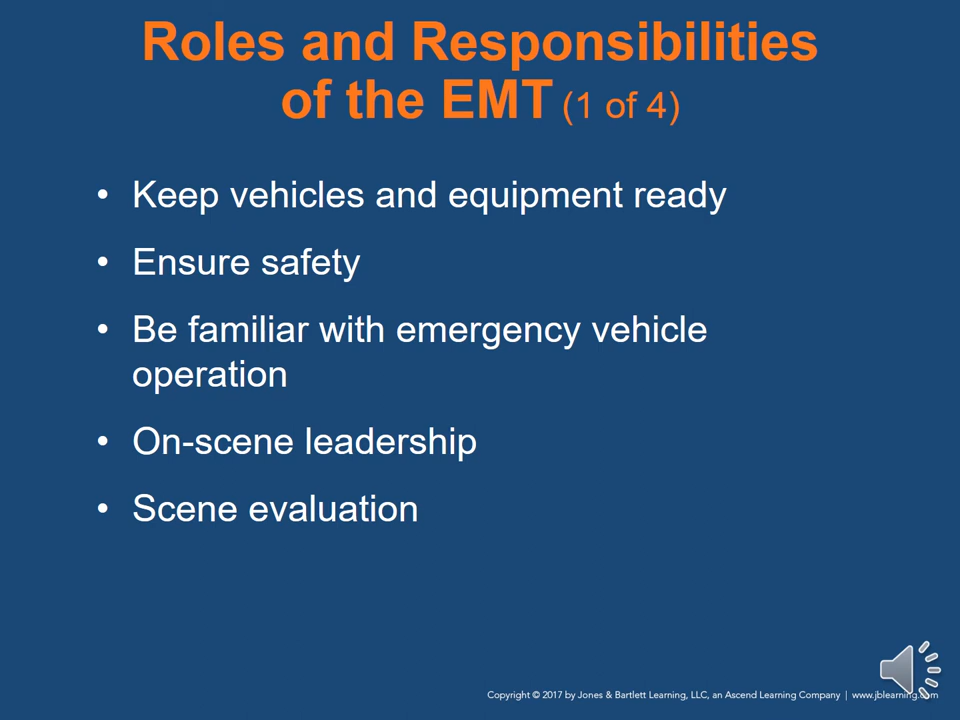 Roles and Responsibilities
of the EMT (1 of 4)
• Keep vehicles and equipment ready
• Ensure safety
• Be familiar with emergency vehicle
operation
• On-scene leadership
• Scene evaluation
Copyright © 2017 by Jones & Bartlett Learning, LLC, an Ascend Learning Company | www.jblearning.com